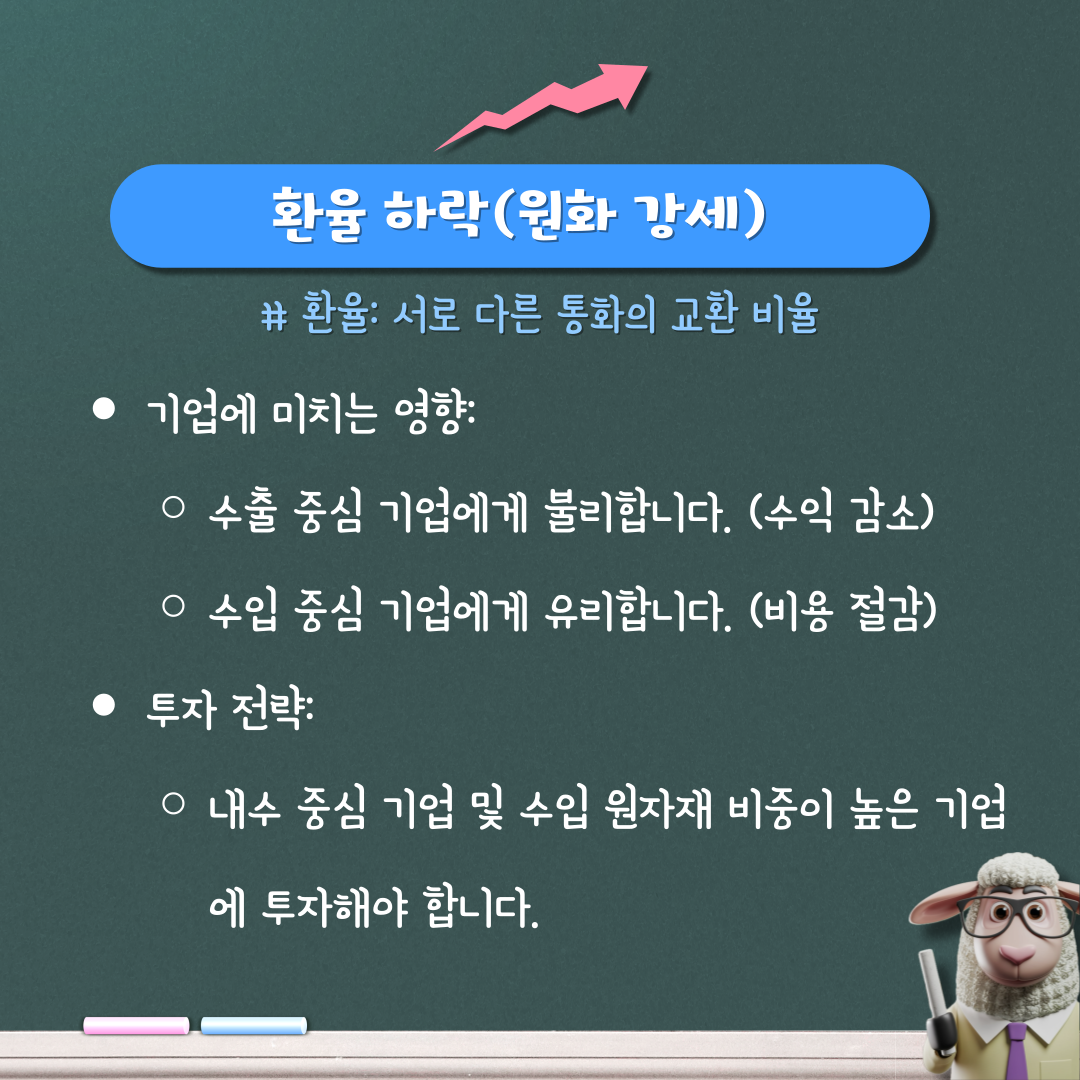 환율 하락(원화 강세)
# 환율: 서로 다른 통화의 교환 비율
● 기업에 미치는 영향:
○ 수출 중심 기업에게 불리합니다. (수익 감소)
○ 수입 중심 기업에게 유리합니다. (비용 절감)
● 투자 전략:
○ 내수 중심 기업 및 수입 원자재 비중이 높은 기업
에 투자해야 합니다.